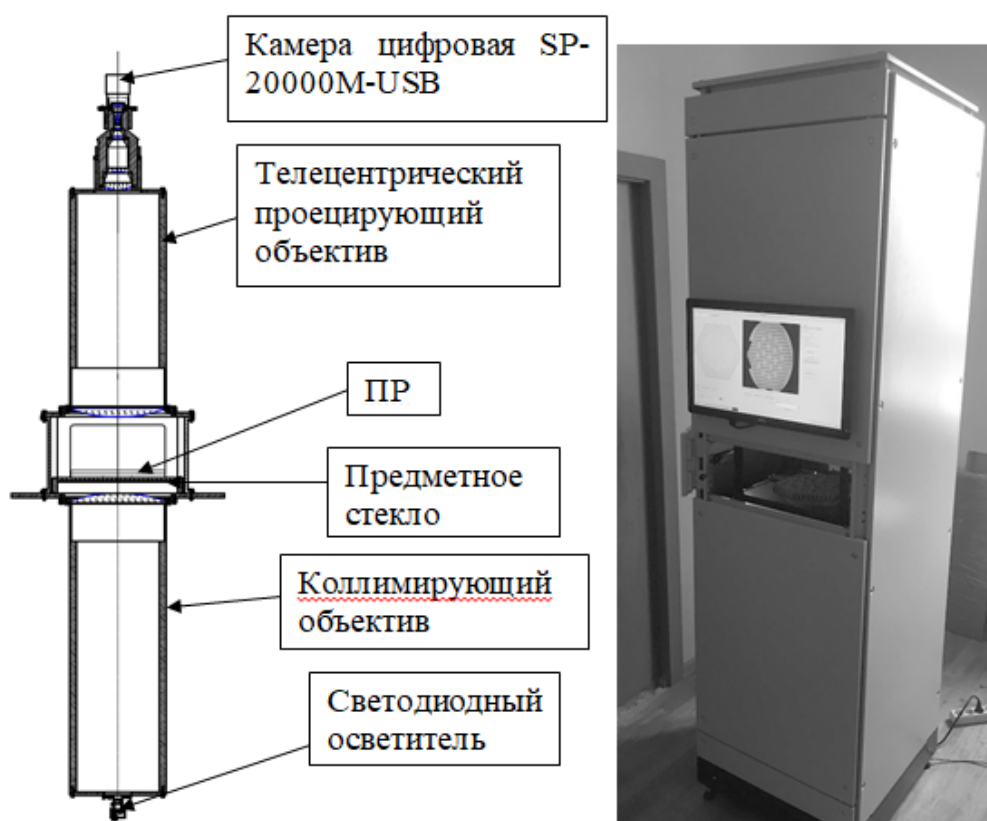 Камера цифровая SP-
20000M-USB
Телецентрический
проецирующий
объектив
ПР
Предметное
стекло
Коллимирующий
объектив
Светодиодный
осветитель